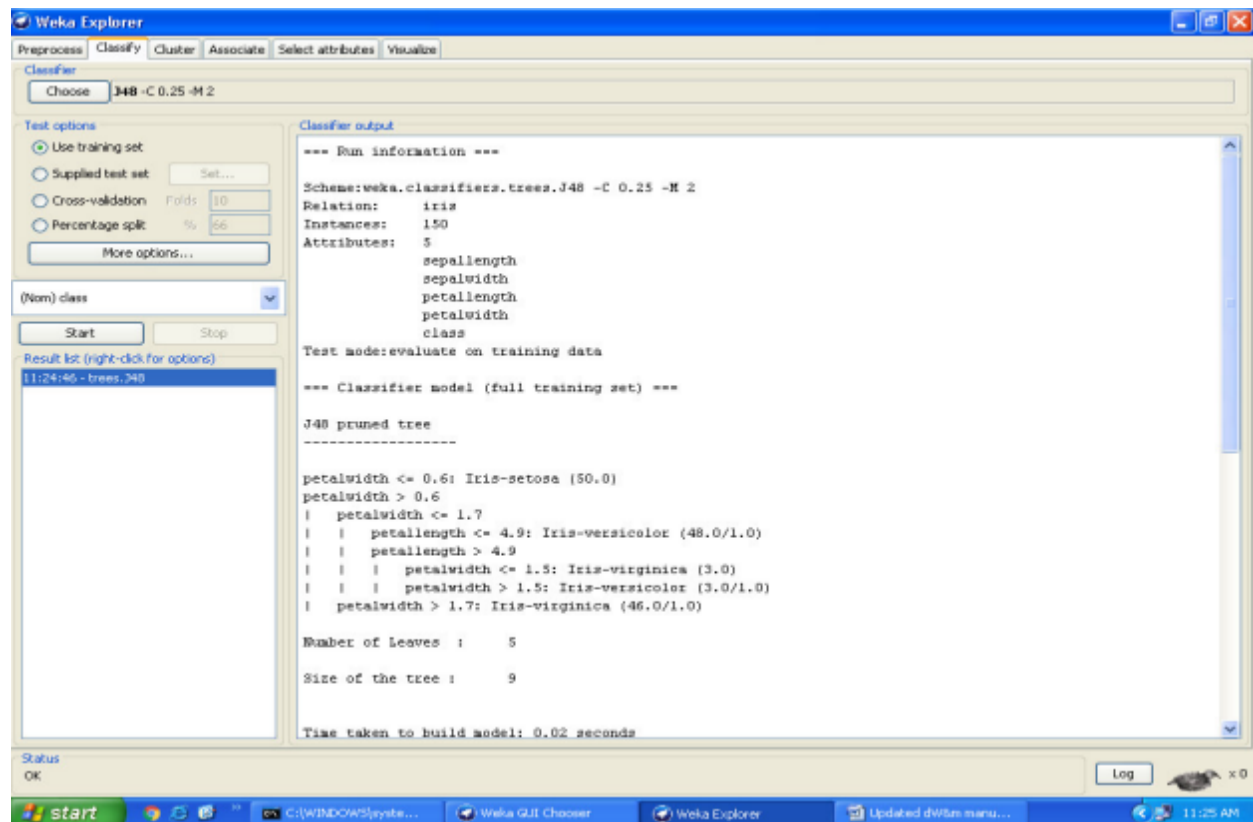 Weka Explorer
Preprocess Classify Cluster Associate Select attributes Visualize
Classifier
Choose J48 -C 0.25 -M 2
Test options
Use training set
Supplied test set Set...
Cross-validation Folds 10
Percentage split % 66
More options...
(Nom) class
Start Stop
Result list (right-click for options)
11:24:46 - trees.J48
Classifier output
=== Run information ===
Scheme:weka.classifiers.trees.J48 -C 0.25 -M 2
Relation: iris
Instances: 150
Attributes: 5
sepallength
sepalwidth
petallength
petalwidth
class
Test mode:evaluate on training data
=== Classifier model (full training set) ===
J48 pruned tree
------------------
petalwidth <= 0.6: Iris-setosa (50.0)
petalwidth > 0.6
| petalwidth <= 1.7
| | petallength <= 4.9: Iris-versicolor (48.0/1.0)
| | petallength > 4.9
| | | petalwidth <= 1.5: Iris-virginica (3.0)
| | | petalwidth > 1.5: Iris-versicolor (3.0/1.0)
| petalwidth > 1.7: Iris-virginica (46.0/1.0)
Number of Leaves : 5
Size of the tree : 9
Time taken to build model: 0.02 seconds
Status
OK
Log x 0
start C:\WINDOWS\syste... Weka GUI Chooser Weka Explorer Updated dWtm manu... 11:25 AM